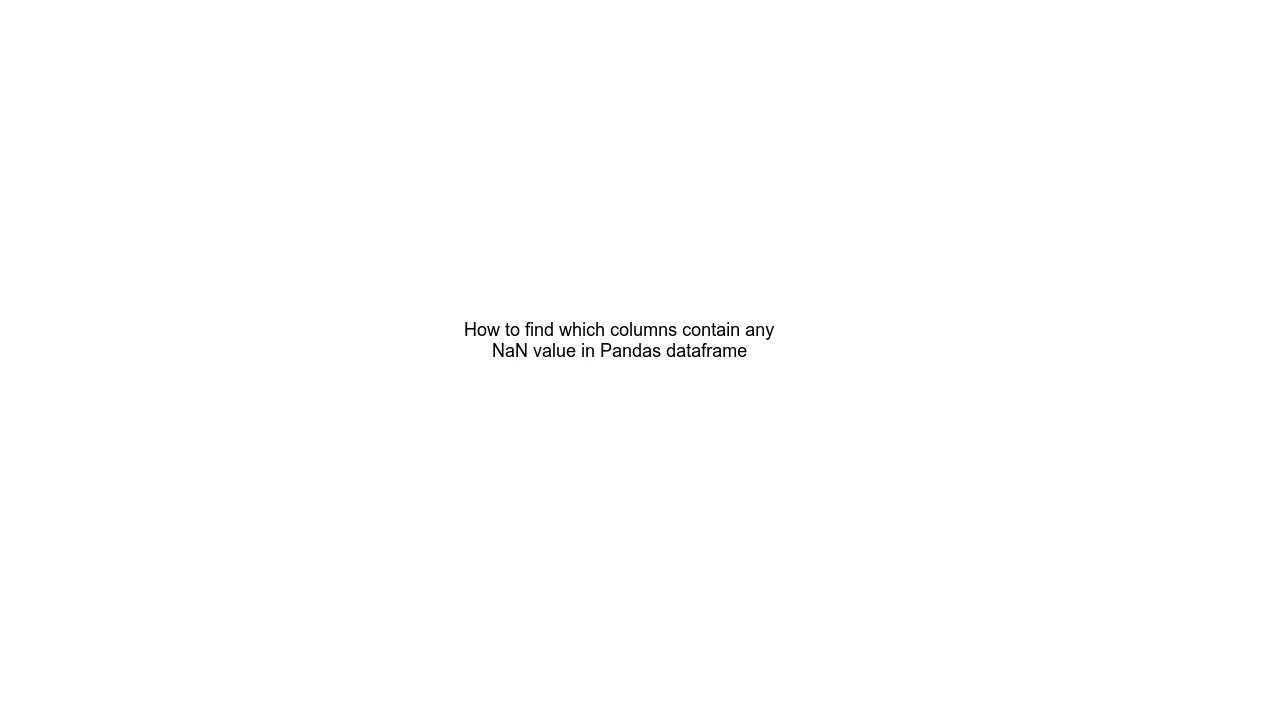 How to find which columns contain any
NaN value in Pandas dataframe